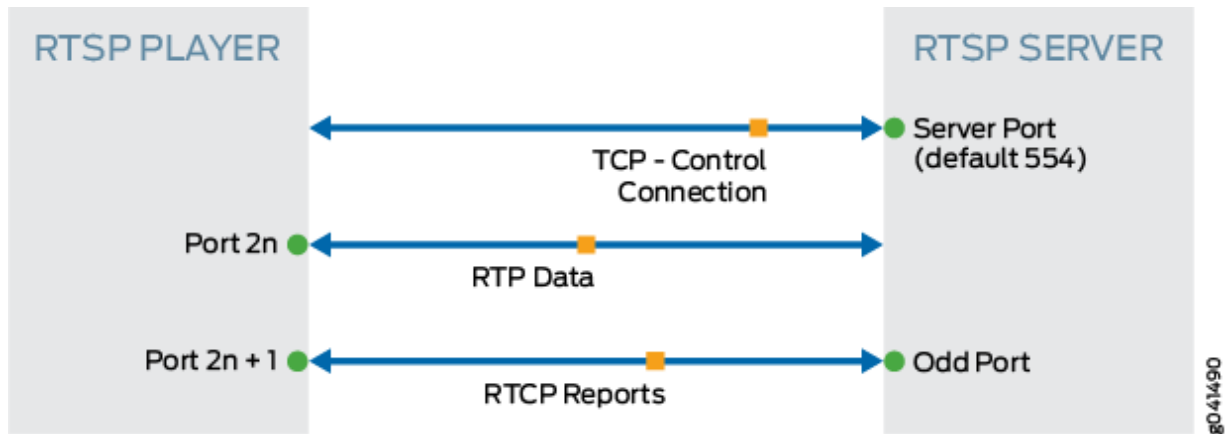 RTSP PLAYER
RTSP SERVER
Server Port
(default 554)
TCP - Control
Connection
Port 2n
RTP Data
Port 2n + 1
Odd Port
RTCP Reports
g041490